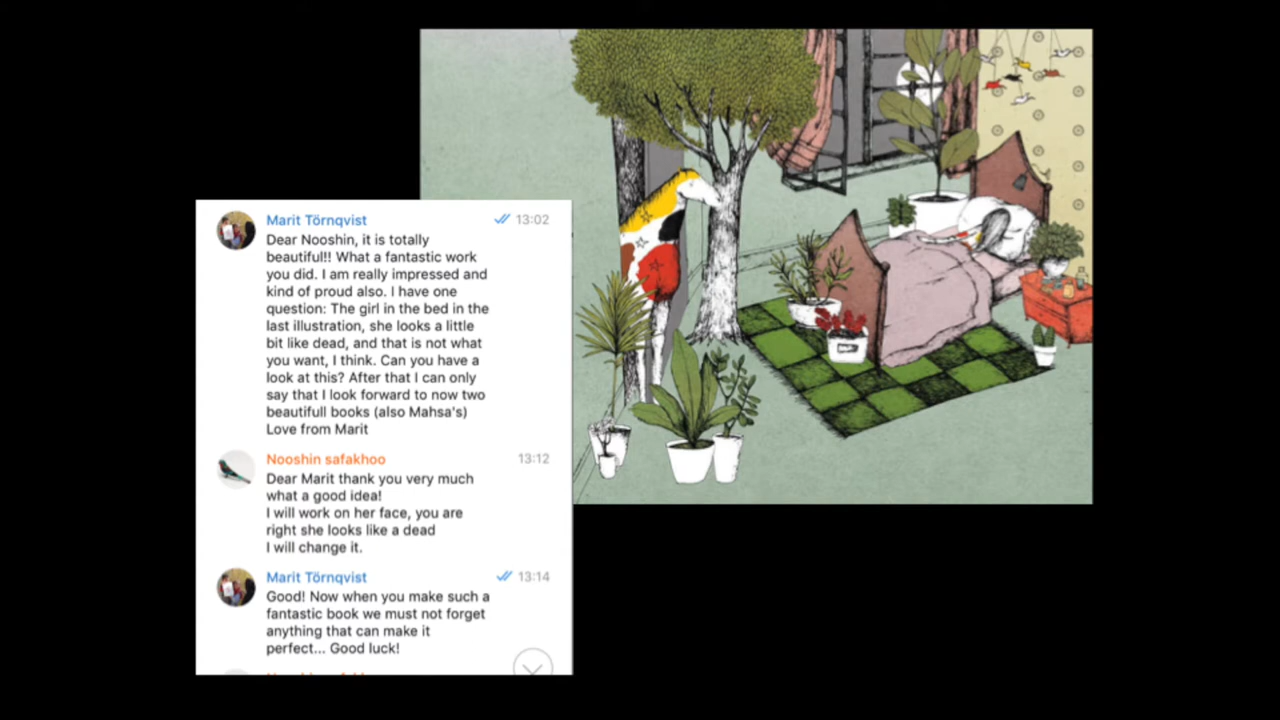 Marit Törnqvist 13:02
Dear Nooshin, it is totally
beautiful!! What a fantastic work
you did. I am really impressed and
kind of proud also. I have one
question: The girl in the bed in the
last illustration, she looks a little
bit like dead, and that is not what
you want, I think. Can you have a
look at this? After that I can only
say that I look forward to now two
beautifull books (also Mahsa's)
Love from Marit
Nooshin safakhoo 13:12
Dear Marit thank you very much
what a good idea!
I will work on her face, you are
right she looks like a dead
I will change it.
Marit Törnqvist 13:14
Good! Now when you make such a
fantastic book we must not forget
anything that can make it
perfect... Good luck!